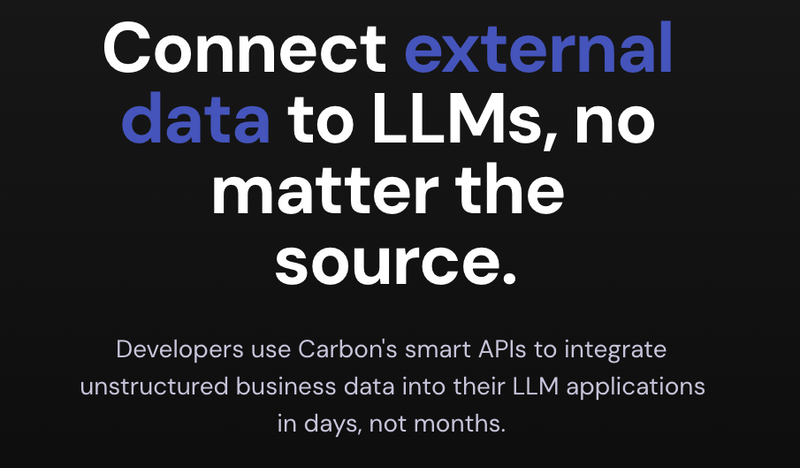 Connect external
data to LLMs, no
matter the
source.
Developers use Carbon's smart APIs to integrate
unstructured business data into their LLM applications
in days, not months.